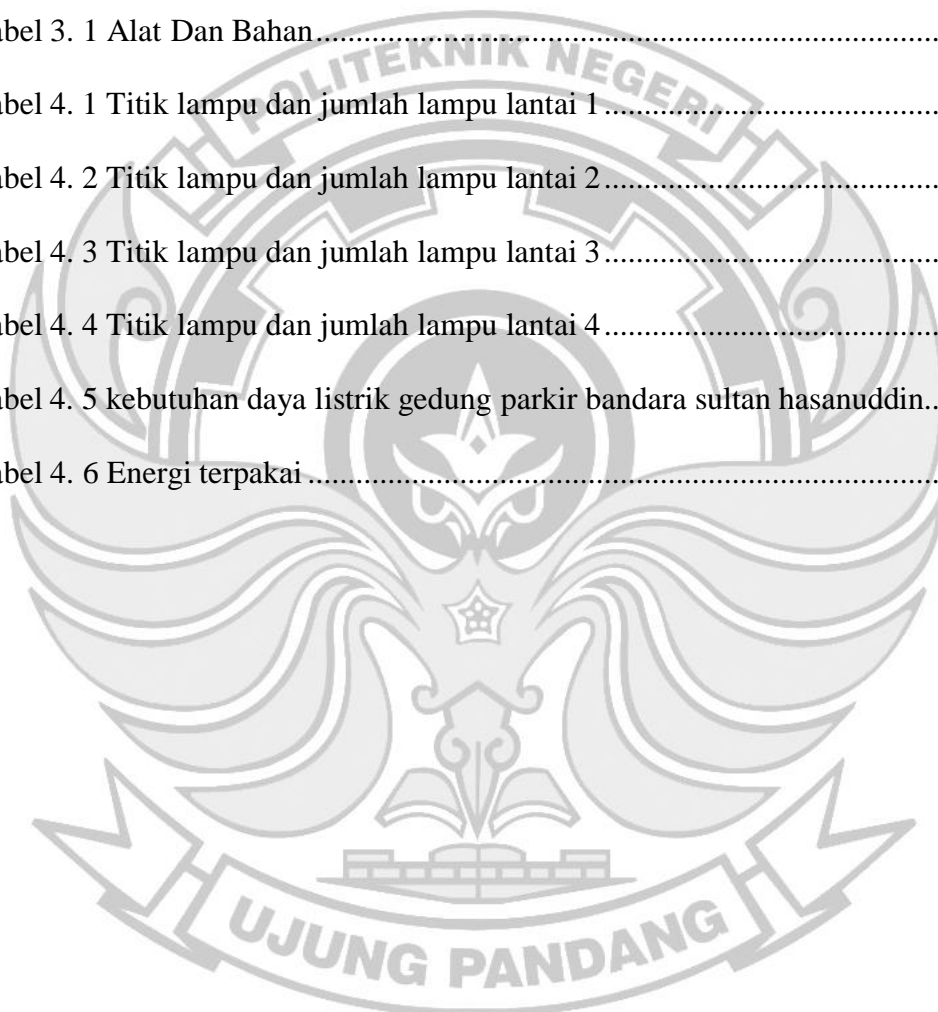 abel 3. 1 Alat Dan Bahan................................................................................
POLITEKNIK NEGERI
abel 4. 1 Titik lampu dan jumlah lampu lantai 1..........................................
abel 4. 2 Titik lampu dan jumlah lampu lantai 2..........................................
abel 4. 3 Titik lampu dan jumlah lampu lantai 3..........................................
abel 4. 4 Titik lampu dan jumlah lampu lantai 4..........................................
abel 4. 5 kebutuhan daya listrik gedung parkir bandara sultan hasanuddin..
abel 4. 6 Energi terpakai................................................................................
UJUNG PANDANG